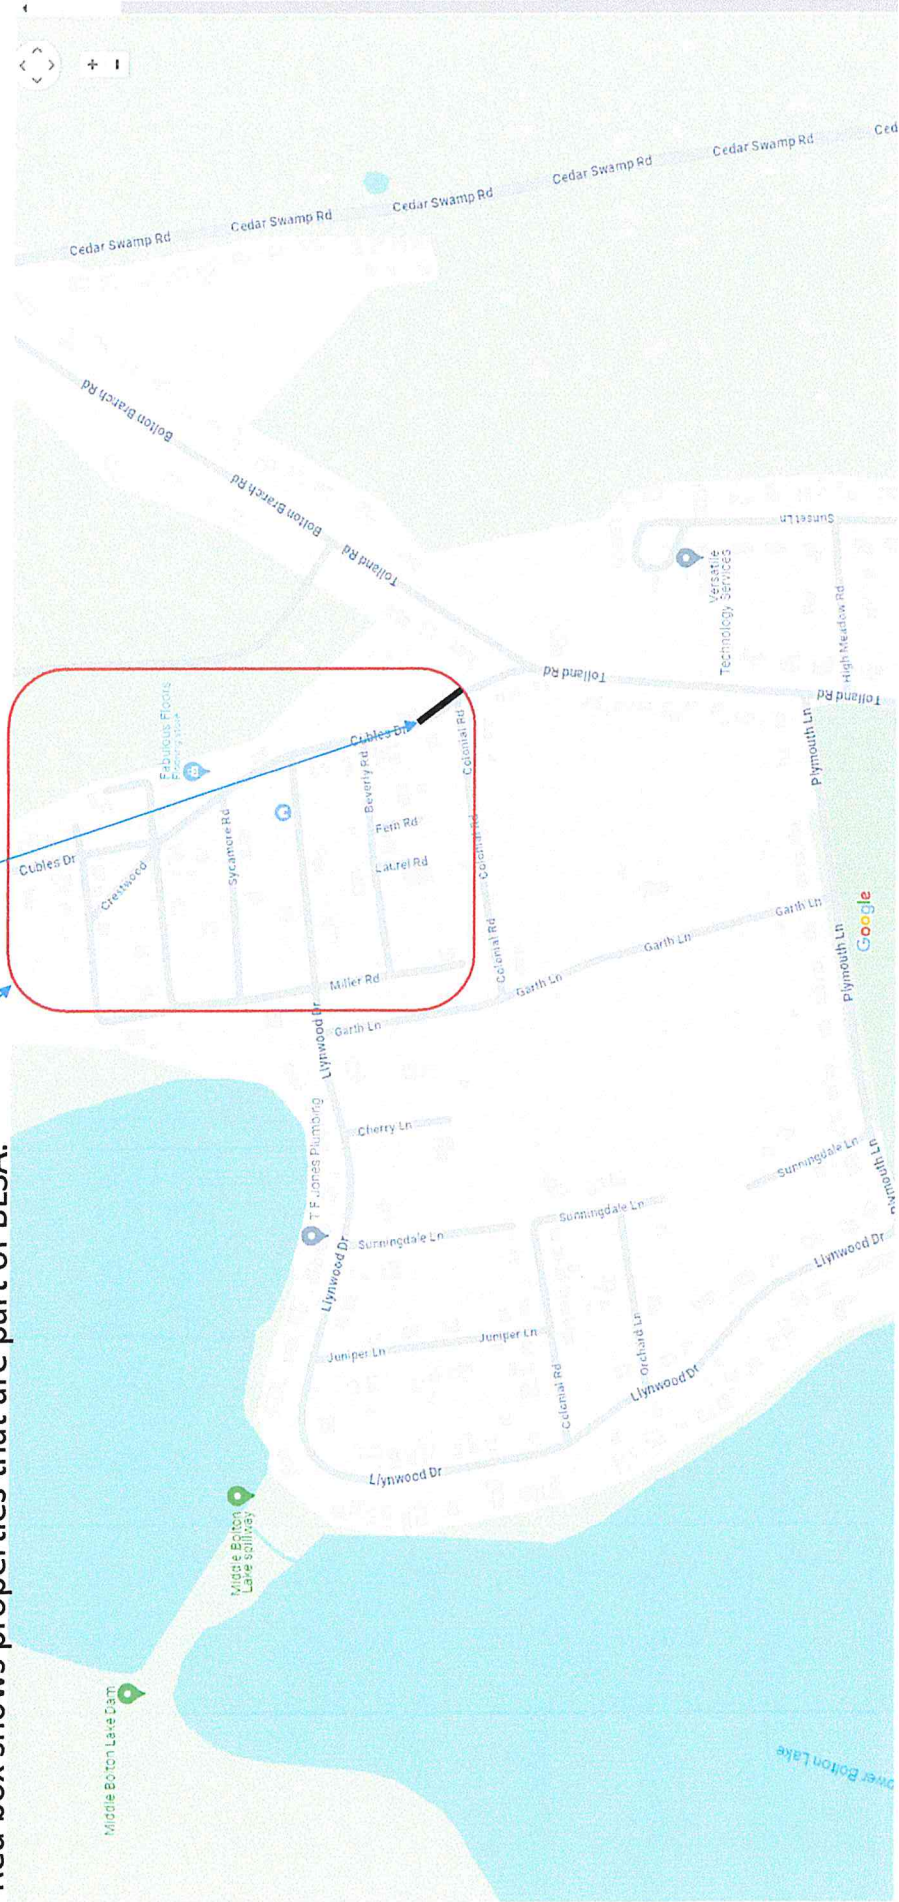 Red box shows properties that are part of BLSA.
Middle Bolton Lake Dam
Middle Bolton
Lake spillway
Llynwood Dr
Juniper Ln
Juniper Ln
Colonial Rd
Orchard Ln
Llynwood Dr
Llynwood Dr
Llynwood Dr
T F Jones Plumbing
Sunningdale Ln
Sunningdale Ln
Sunningdale Ln
Plymouth Ln
Cherry Ln
Llynwood Dr
Garth Ln
Miller Rd
Garth Ln
Colonial Rd
Garth Ln
Garth Ln
Plymouth Ln
Google
Cubles Dr
Crestwood
Sycamore Rd
Laurel Rd
Fern Rd
Beverly Rd
Colonial Rd
Colonial Rd
Cubles Dr
Plymouth Ln
Fabulous Floors
Flooring store
Tolland Rd
Tolland Rd
Tolland Rd
High Meadow Rd
Versatile
Technology Services
Sunset Ln
Bolton Branch Rd
Bolton Branch Rd
Cedar Swamp Rd
Cedar Swamp Rd
Cedar Swamp Rd
Cedar Swamp Rd
Cedar Swamp Rd
Ced
ower Bolton Lake